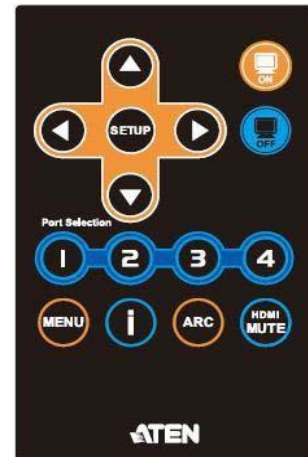 ON
SETUP
OFF
Port Selection
1 2 3 4
MENU i ARC HDMI MUTE
ATEN